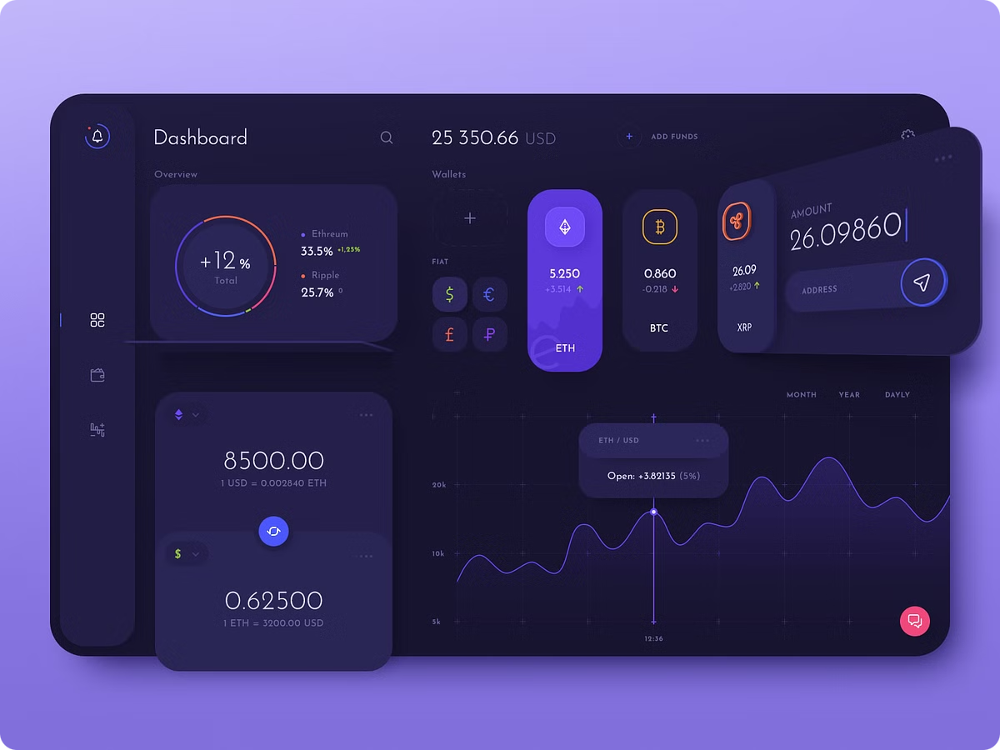 Dashboard
25 350.66 USD
+ ADD FUNDS
Overview
Wallets
+12 %
Total
Ethreum
33.5% +1,25%
Ripple
25.7% 0
+
FIAT
$
€
£
₽
5.250
+3.514
ETH
0.860
-0.218
BTC
26.09
+2.820
XRP
AMOUNT
26.09860
ADDRESS
8500.00
1 USD = 0.002840 ETH
$
0.62500
1 ETH = 3200.00 USD
MONTH
YEAR
DAYLY
ETH / USD
Open: +3.82135 (5%)
20k
10k
5k
12:36